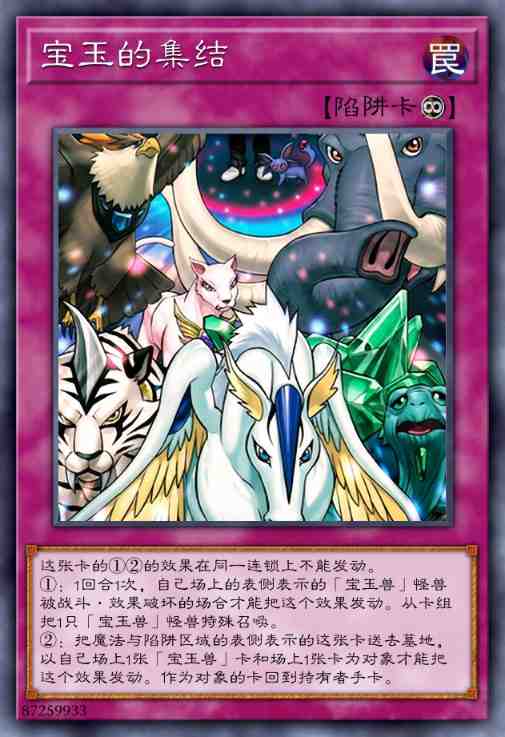 宝玉的集结
罠
【陷阱卡♾】
这张卡的①②的效果在同一连锁上不能发动。
①：1回合1次，自己场上的表侧表示的「宝玉兽」怪兽
被战斗·效果破坏的场合才能把这个效果发动。从卡组
把1只「宝玉兽」怪兽特殊召唤。
②：把魔法与陷阱区域的表侧表示的这张卡送去墓地，
以自己场上1张「宝玉兽」卡和场上1张卡为对象才能把
这个效果发动。作为对象的卡回到持有者手卡。
87259933